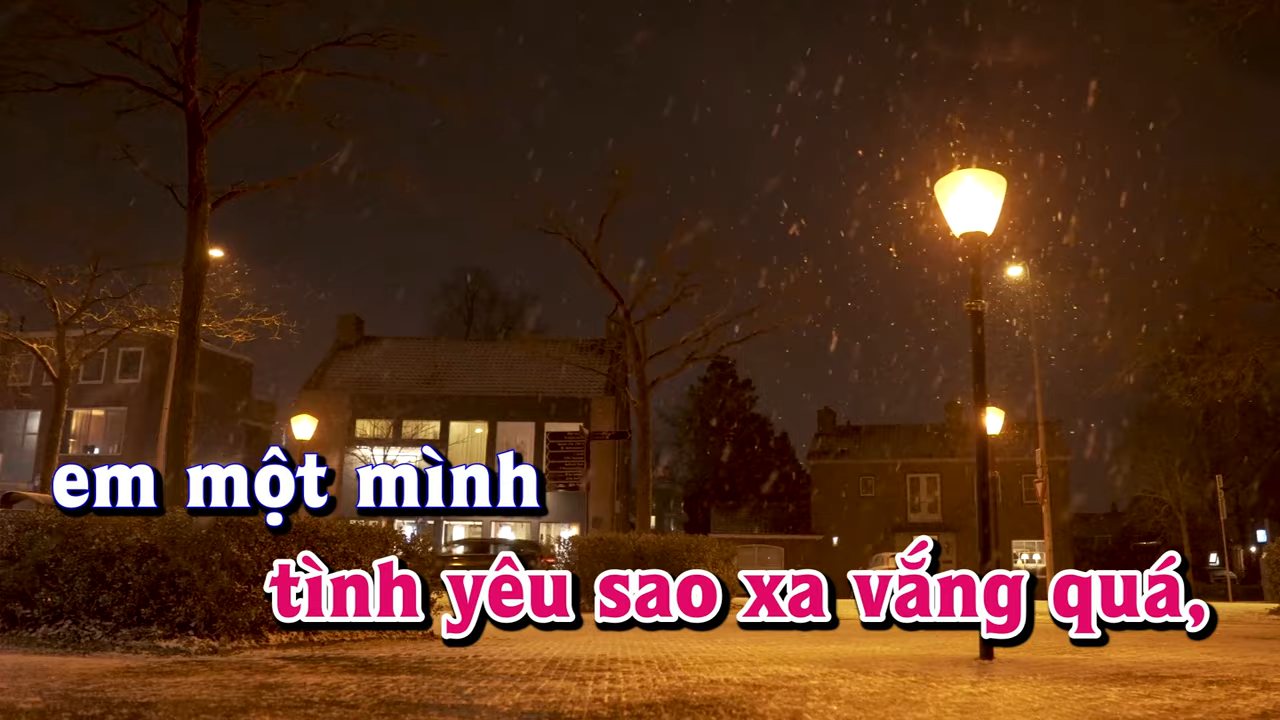 em một mình
tình yêu sao xa vắng quá,